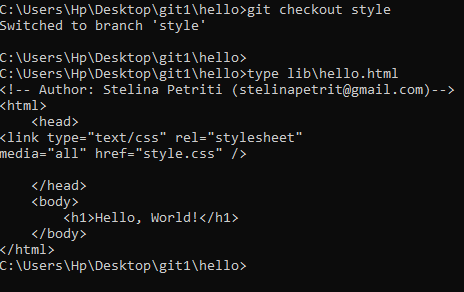 C:\Users\Hp\Desktop\git1\hello>git checkout style
Switched to branch 'style'
C:\Users\Hp\Desktop\git1\hello>
C:\Users\Hp\Desktop\git1\hello>type lib\hello.html
<!-- Author: Stelina Petriti (stelinapetrit@gmail.com)-->
<html>
    <head>
<link type="text/css" rel="stylesheet"
media="all" href="style.css" />
    </head>
    <body>
        <h1>Hello, World!</h1>
    </body>
</html>
C:\Users\Hp\Desktop\git1\hello>